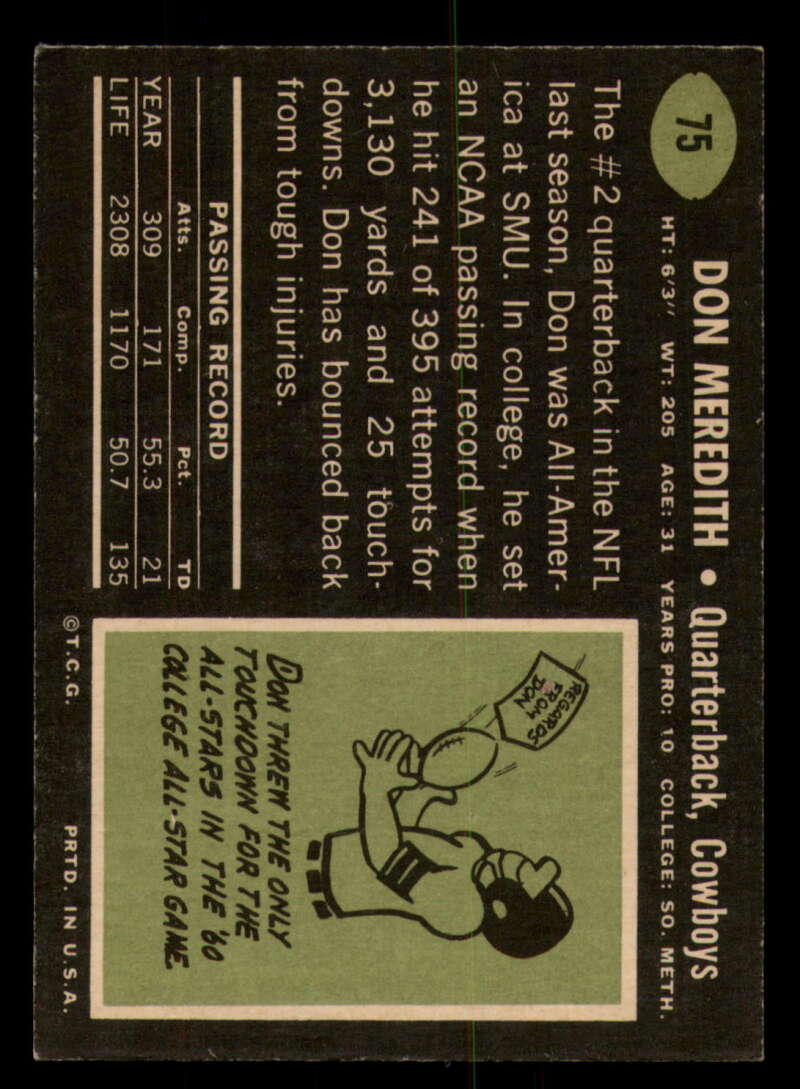 75
DON MEREDITH • Quarterback, Cowboys
HT: 6'3" WT: 205 AGE: 31 YEARS PRO: 10 COLLEGE: SO. METH.
The #2 quarterback in the NFL
last season, Don was All-Amer-
ica at SMU. In college, he set
an NCAA passing record when
he hit 241 of 395 attempts for
3,130 yards and 25 touch-
downs. Don has bounced back
from tough injuries.
PASSING RECORD
Atts. Comp. Pct. TD
YEAR 309 171 55.3 21
LIFE 2308 1170 50.7 135
REGARDS
FROM
DON
DON THREW THE ONLY
TOUCHDOWN FOR THE
ALL-STARS IN THE '60
COLLEGE ALL-STAR GAME
©T.C.G. PRTD. IN U.S.A.